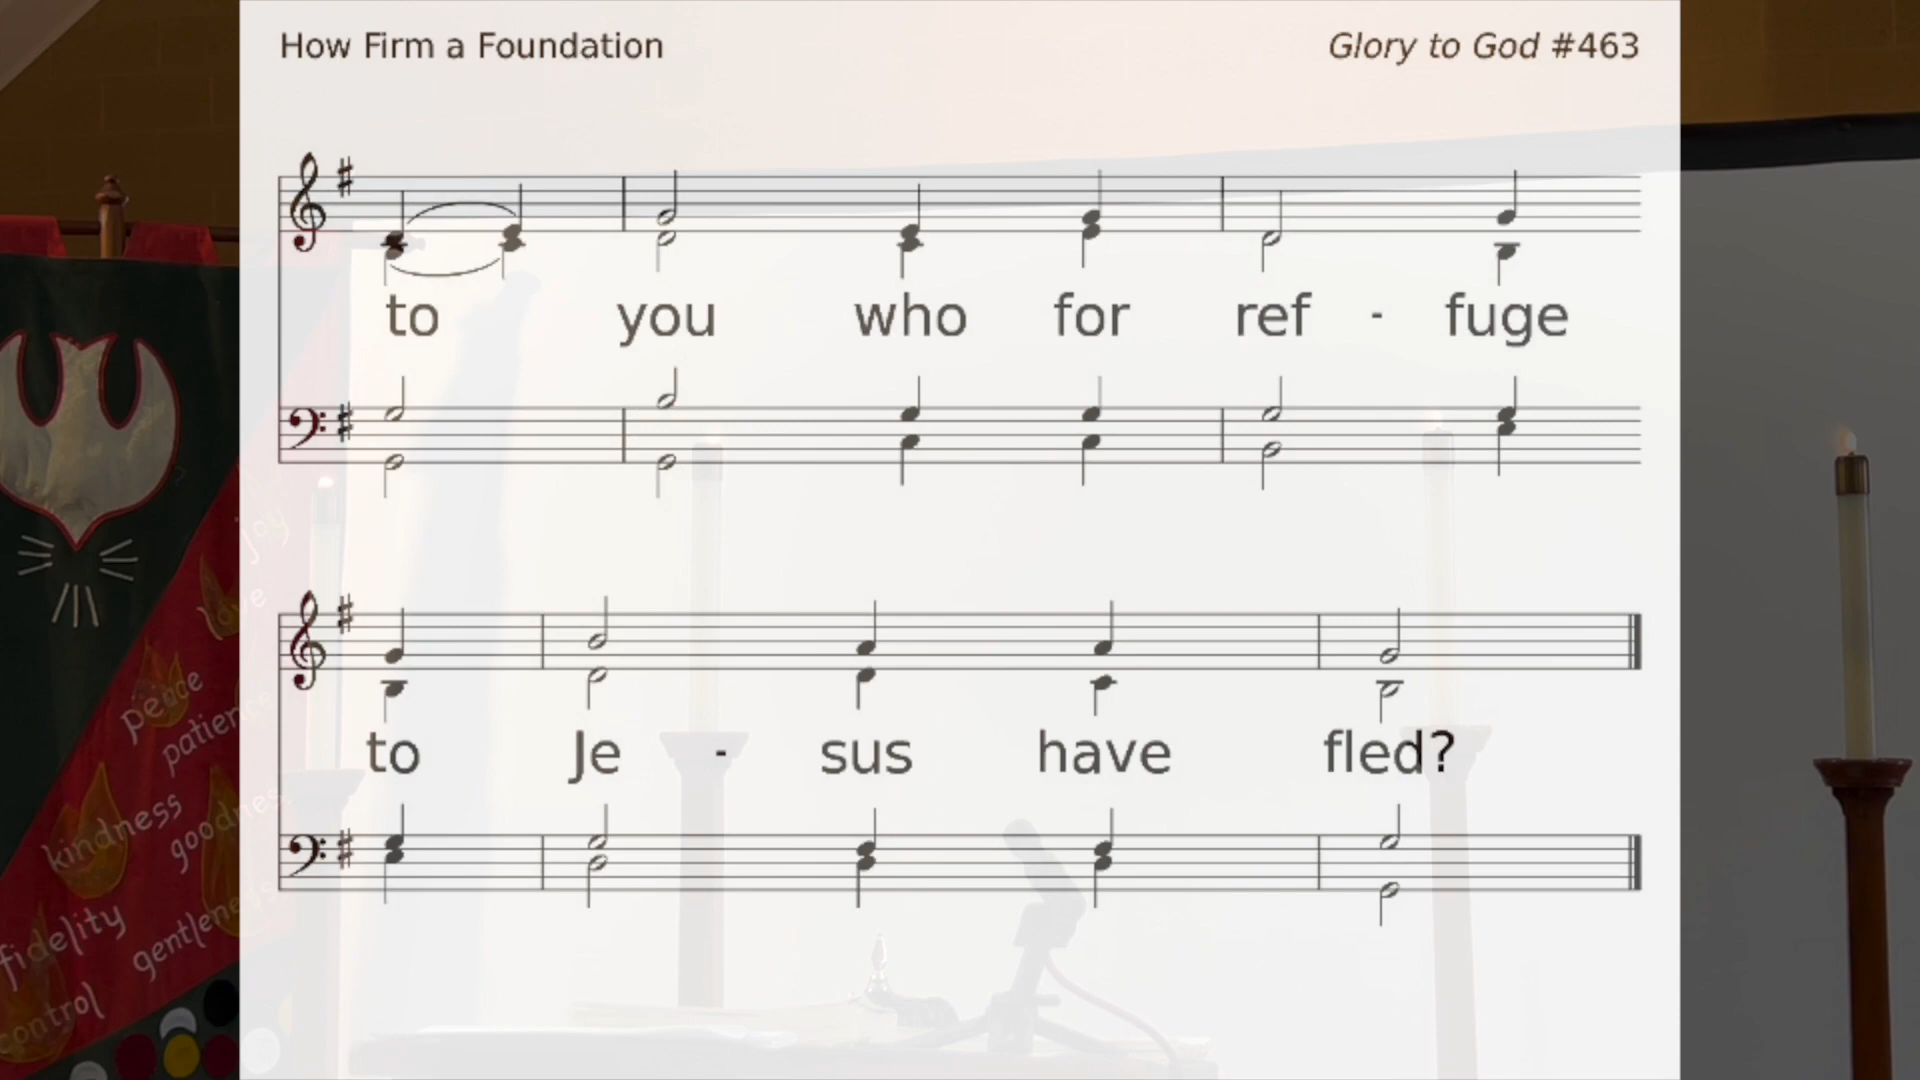 How Firm a Foundation
Glory to God #463
to you who for ref - fuge
to Je - sus have fled?
joy
love
peace
patience
kindness
goodness
fidelity
gentleness
control